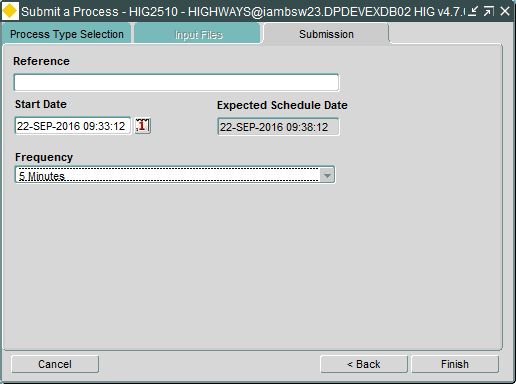 Submit a Process - HIG2510 - HIGHWAYS@iambsw23.DPDEVEXDB02 HIG v4.7.
Process Type Selection Input Files Submission
Reference
Start Date Expected Schedule Date
22-SEP-2016 09:33:12 22-SEP-2016 09:38:12
Frequency
5 Minutes
Cancel < Back Finish